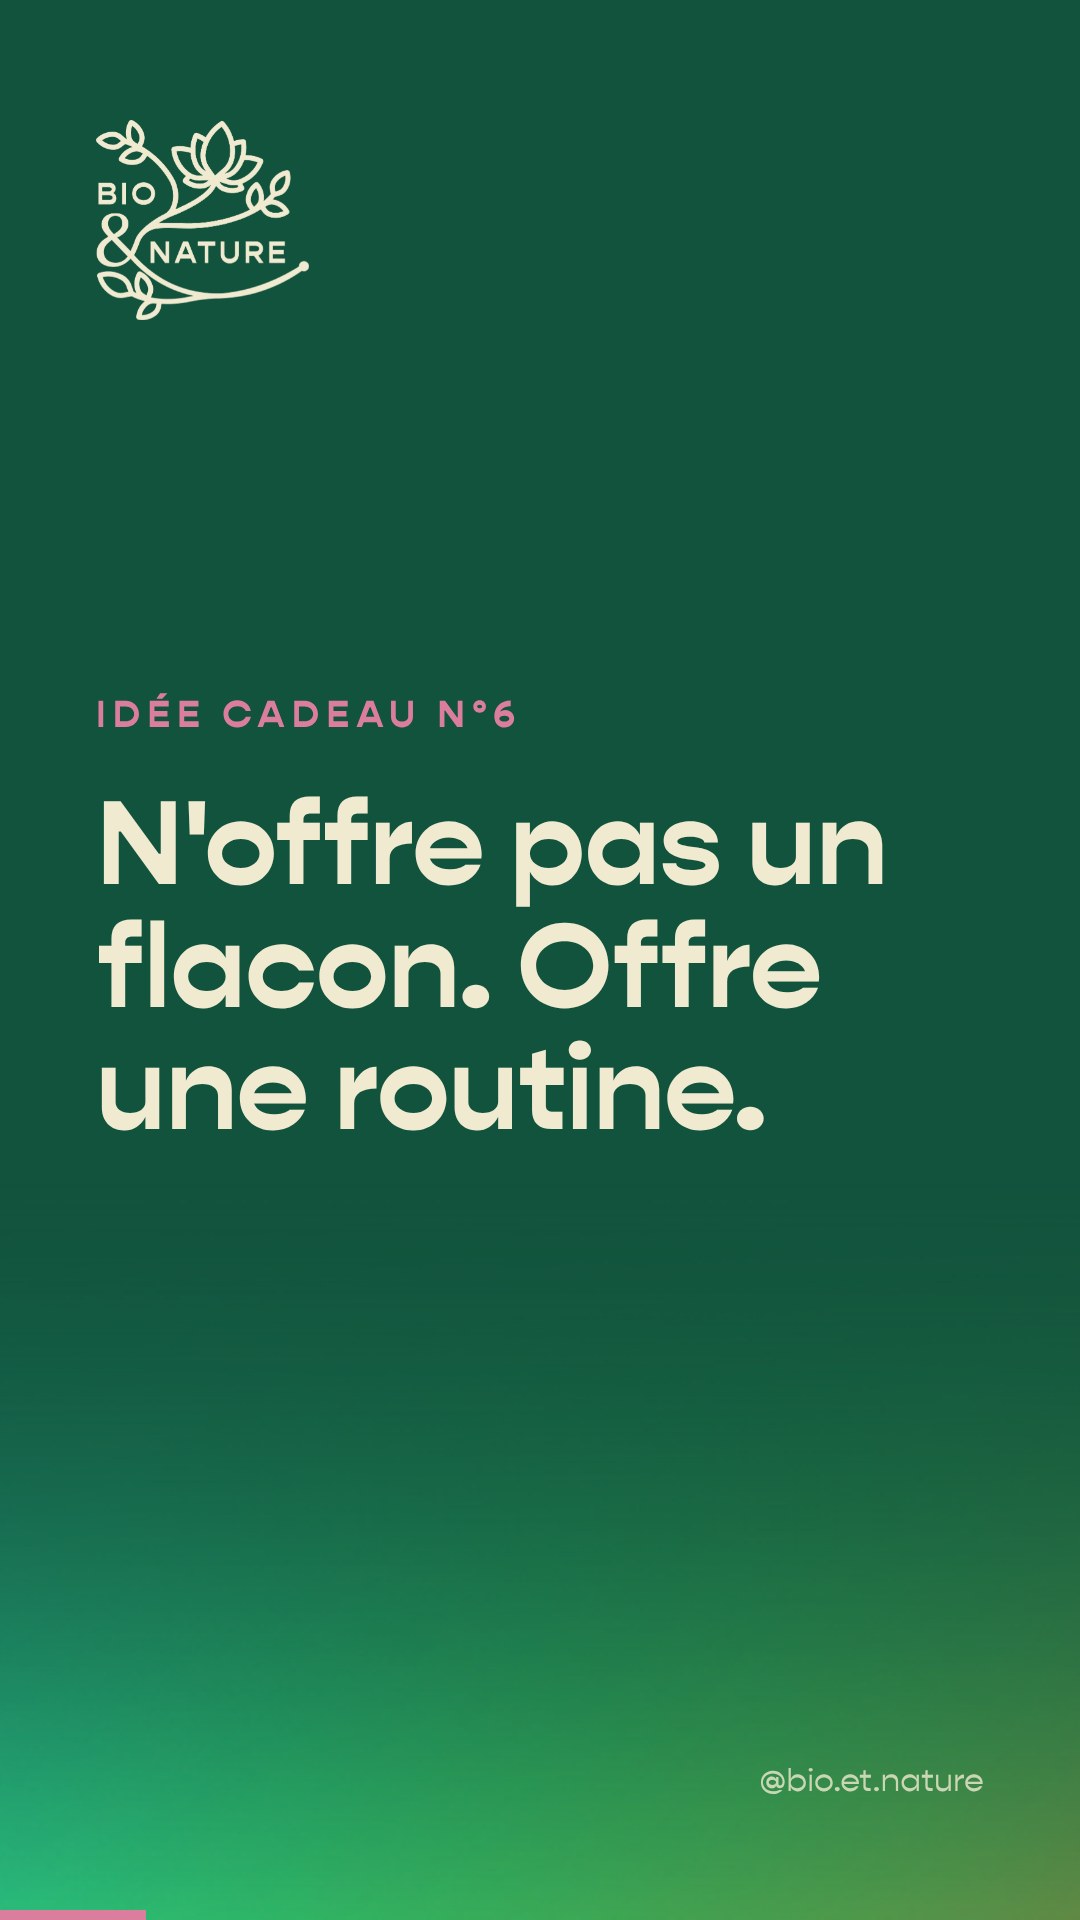 BIO
& NATURE
IDÉE CADEAU N°6
N'offre pas un
flacon. Offre
une routine.
@bio.et.nature